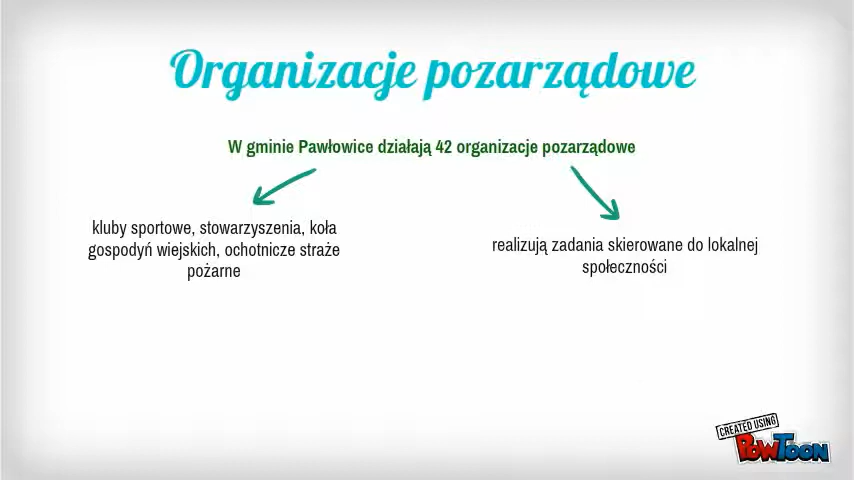 Organizacje pozarządowe
W gminie Pawłowice działają 42 organizacje pozarządowe
kluby sportowe, stowarzyszenia, koła
gospodyń wiejskich, ochotnicze straże
pożarne
realizują zadania skierowane do lokalnej
społeczności
CREATED USING
POWTOON